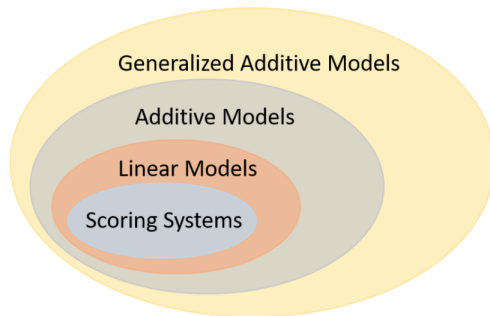 Generalized Additive Models
Additive Models
Linear Models
Scoring Systems